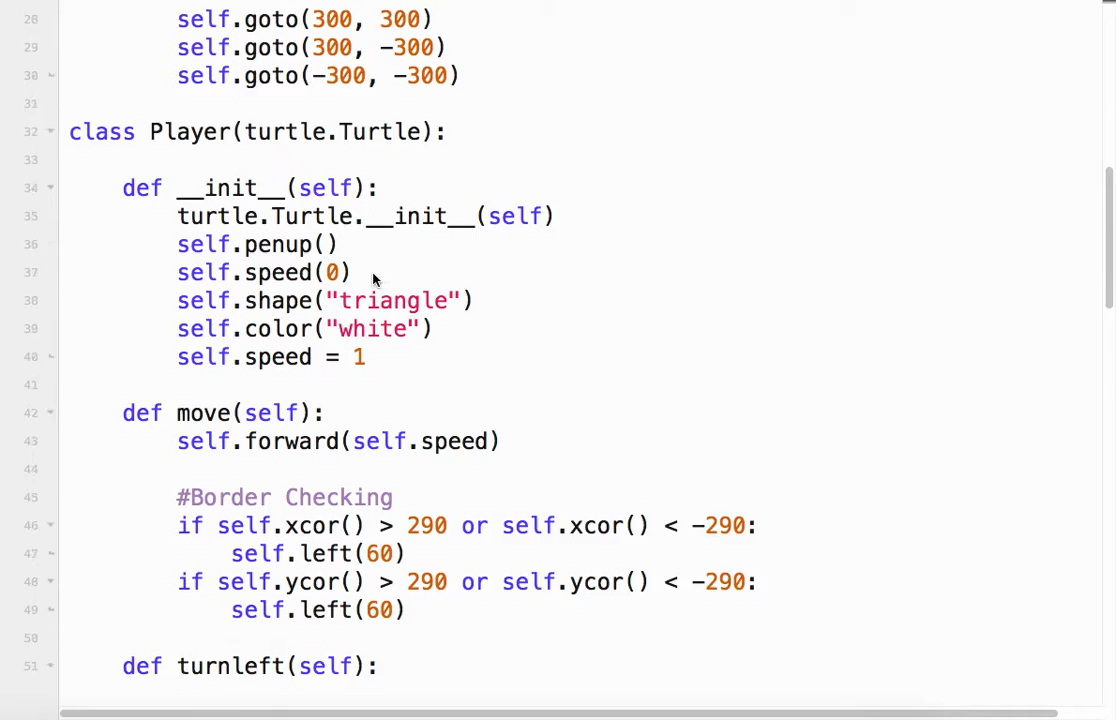 28 self.goto(300, 300)
29 self.goto(300, -300)
30 self.goto(-300, -300)
31
32 class Player(turtle.Turtle):
33
34 def __init__(self):
35 turtle.Turtle.__init__(self)
36 self.penup()
37 self.speed(0)
38 self.shape("triangle")
39 self.color("white")
40 self.speed = 1
41
42 def move(self):
43 self.forward(self.speed)
44
45 #Border Checking
46 if self.xcor() > 290 or self.xcor() < -290:
47 self.left(60)
48 if self.ycor() > 290 or self.ycor() < -290:
49 self.left(60)
50
51 def turnleft(self):